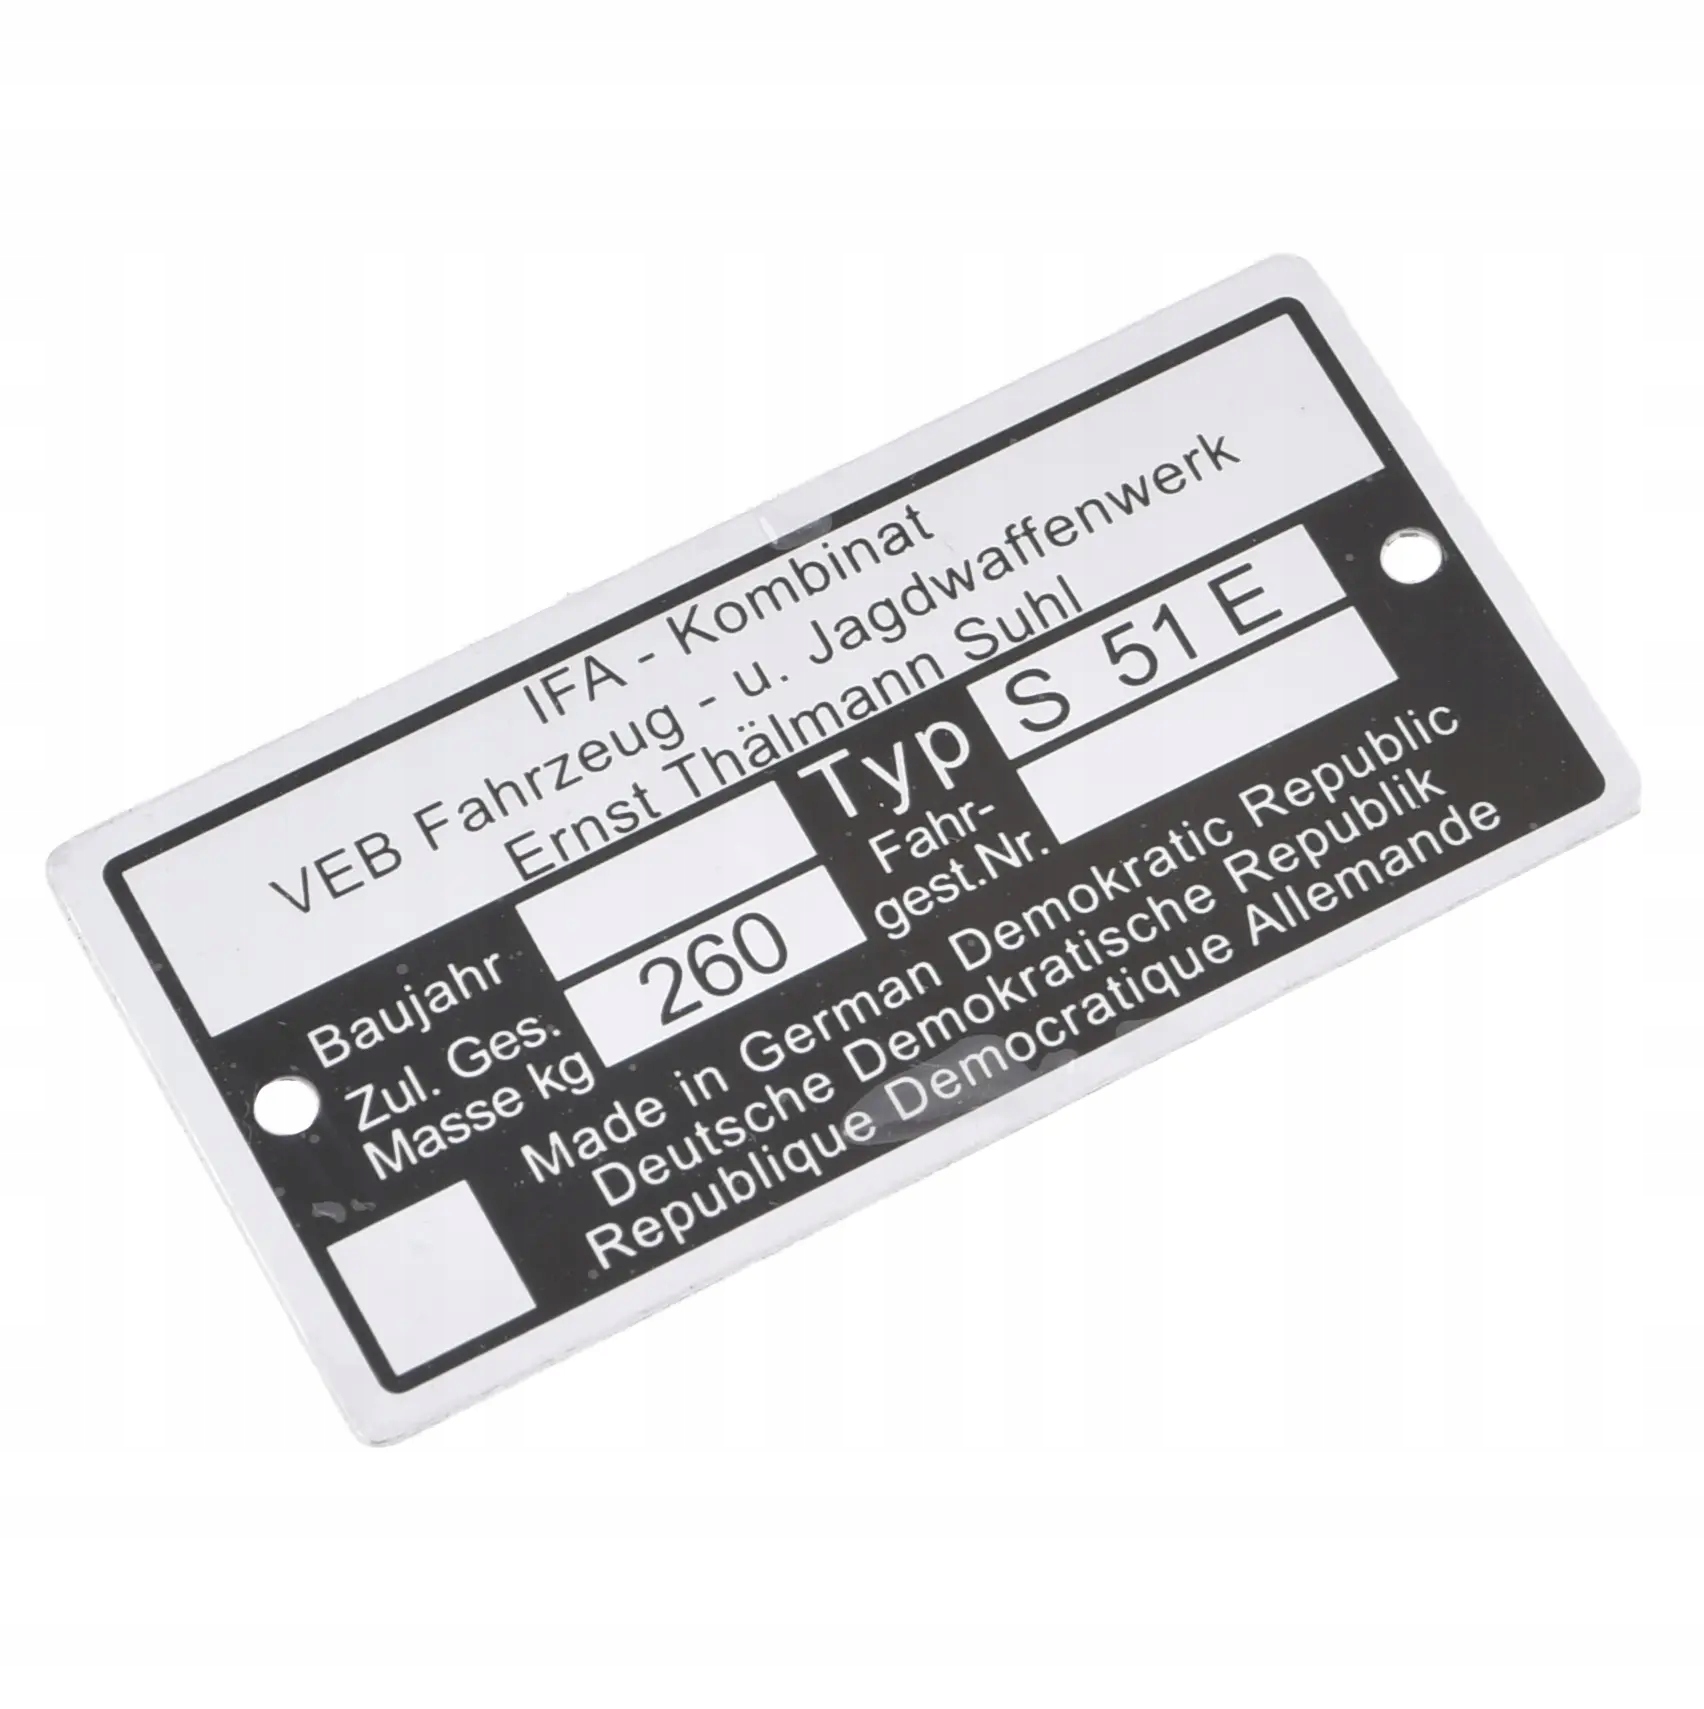 IFA - Kombinat
VEB Fahrzeug - u. Jagdwaffenwerk
Ernst Thälmann Suhl
Baujahr
Typ S 51 E
Zul. Ges.
Masse kg 260
Fahr-
gest.Nr.
Made in German Demokratic Republic
Deutsche Demokratische Republik
Republique Democratique Allemande